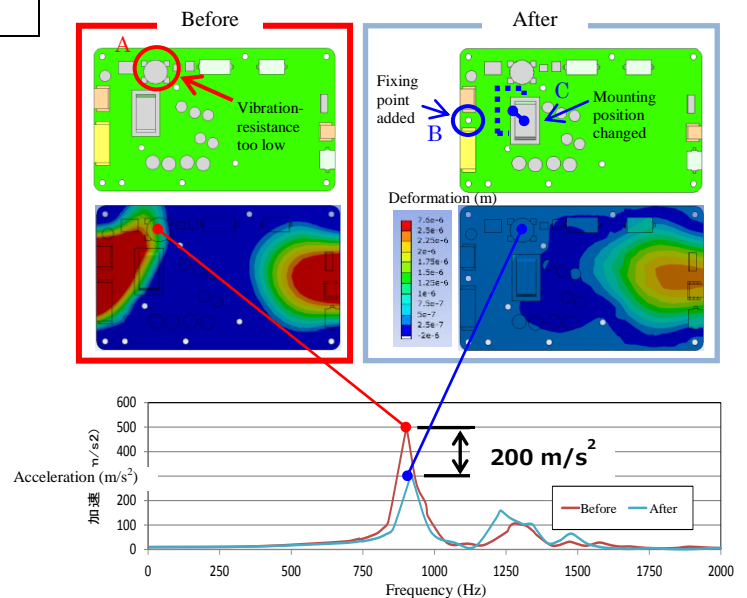 Before
After
A
Vibration-
resistance
too low
Fixing
point
added
B
C
Mounting
position
changed
Deformation (m)
7.5e-6
2.5e-6
2.25e-6
2e-6
1.75e-6
1.5e-6
1.25e-6
1e-6
7.5e-7
5e-7
2.5e-7
-2e-6
600
500
400
200
100
0
加速
n/s2)
Acceleration (m/s²)
200 m/s²
Before
After
0
250
500
750
1000
1250
1500
1750
2000
Frequency (Hz)